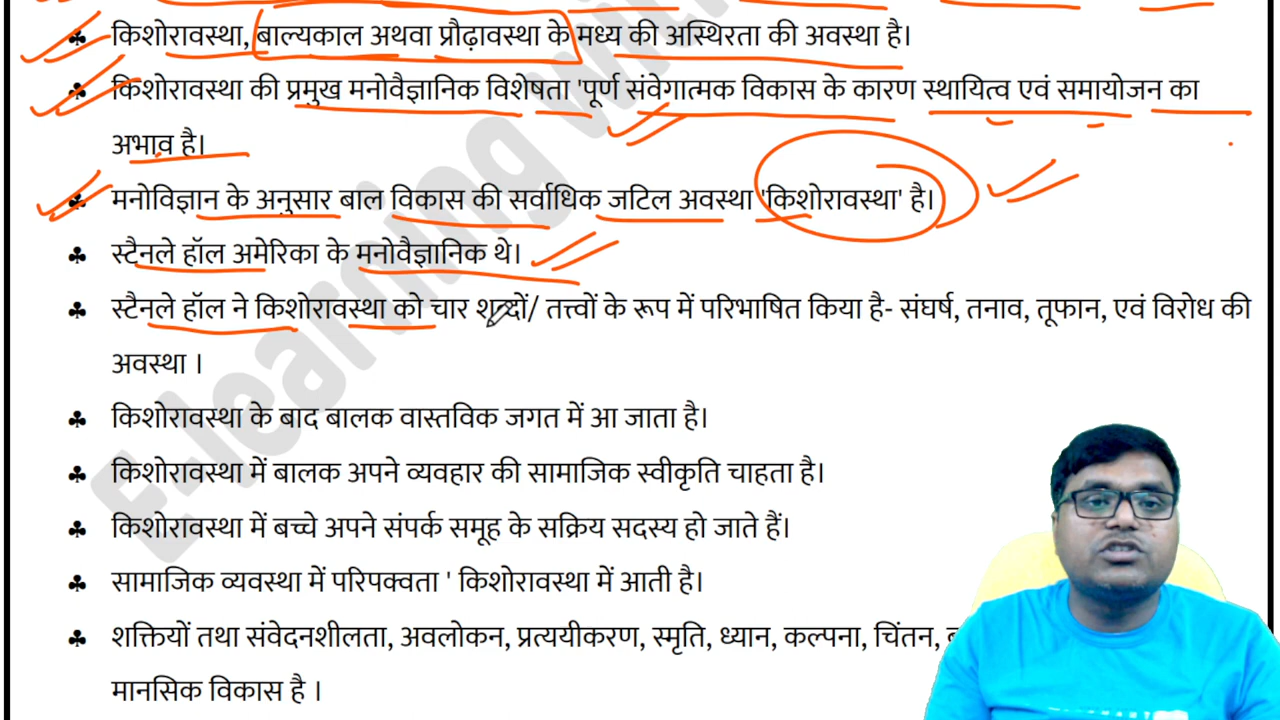 किशोरावस्था, बाल्यकाल अथवा प्रौढ़ावस्था के मध्य की अस्थिरता की अवस्था है।
किशोरावस्था की प्रमुख मनोवैज्ञानिक विशेषता 'पूर्ण संवेगात्मक विकास के कारण स्थायित्व एवं समायोजन का
अभाव है।
मनोविज्ञान के अनुसार बाल विकास की सर्वाधिक जटिल अवस्था 'किशोरावस्था' है।
स्टैनले हॉल अमेरिका के मनोवैज्ञानिक थे।
स्टैनले हॉल ने किशोरावस्था को चार शब्दों/ तत्त्वों के रूप में परिभाषित किया है- संघर्ष, तनाव, तूफान, एवं विरोध की
अवस्था ।
किशोरावस्था के बाद बालक वास्तविक जगत में आ जाता है।
किशोरावस्था में बालक अपने व्यवहार की सामाजिक स्वीकृति चाहता है।
किशोरावस्था में बच्चे अपने संपर्क समूह के सक्रिय सदस्य हो जाते हैं।
सामाजिक व्यवस्था में परिपक्वता ' किशोरावस्था में आती है।
शक्तियों तथा संवेदनशीलता, अवलोकन, प्रत्ययीकरण, स्मृति, ध्यान, कल्पना, चिंतन,
मानसिक विकास है ।
E-learning with